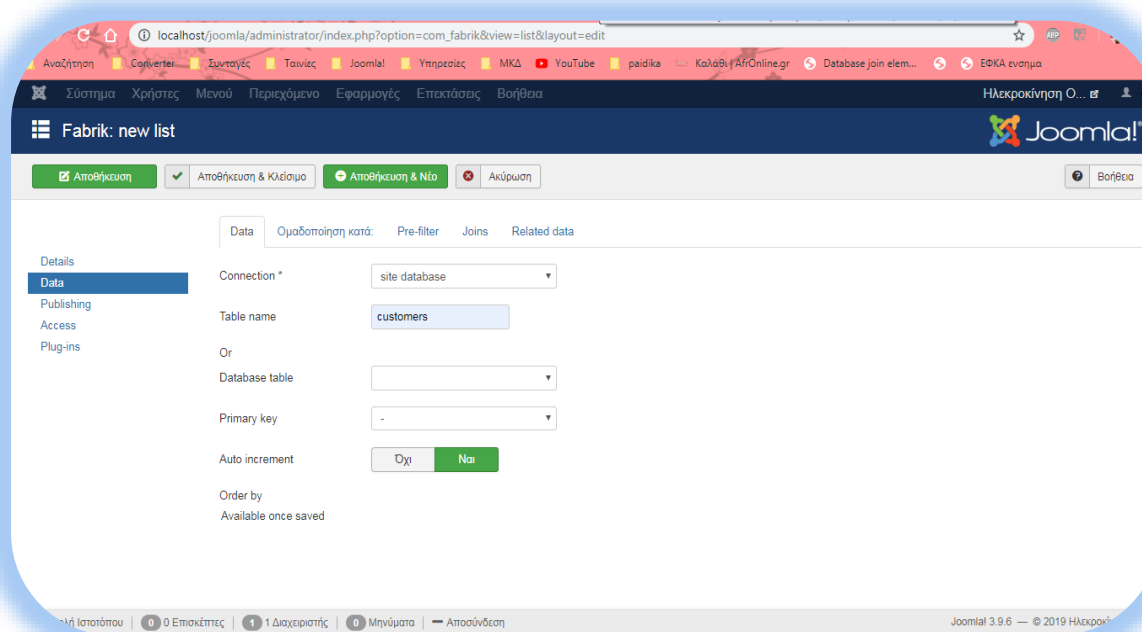 localhost/joomla/administrator/index.php?option=com_fabrik&view=list&layout=edit ABP
Αναζήτηση Converter Συνταγές Ταινίες Joomla! Υπηρεσίες ΜΚΔ YouTube paidika Καλάθι | AfrOnline.gr Database join elem... ΕΦΚΑ ενσημα
Σύστημα Χρήστες Μενού Περιεχόμενο Εφαρμογές Επεκτάσεις Βοήθεια Ηλεκροκίνηση Ο...
Fabrik: new list Joomla!®
Αποθήκευση Αποθήκευση & Κλείσιμο Αποθήκευση & Νέο Ακύρωση Βοήθεια
Data Ομαδοποίηση κατά: Pre-filter Joins Related data
Details
Data
Publishing
Access
Plug-ins
Connection * site database
Table name customers
Or
Database table
Primary key -
Auto increment Όχι Ναι
Order by
Available once saved
Ιστοτόπου 0 0 Επισκέπτες 1 1 Διαχειριστής 0 Μηνύματα Αποσύνδεση Joomla! 3.9.6 — © 2019